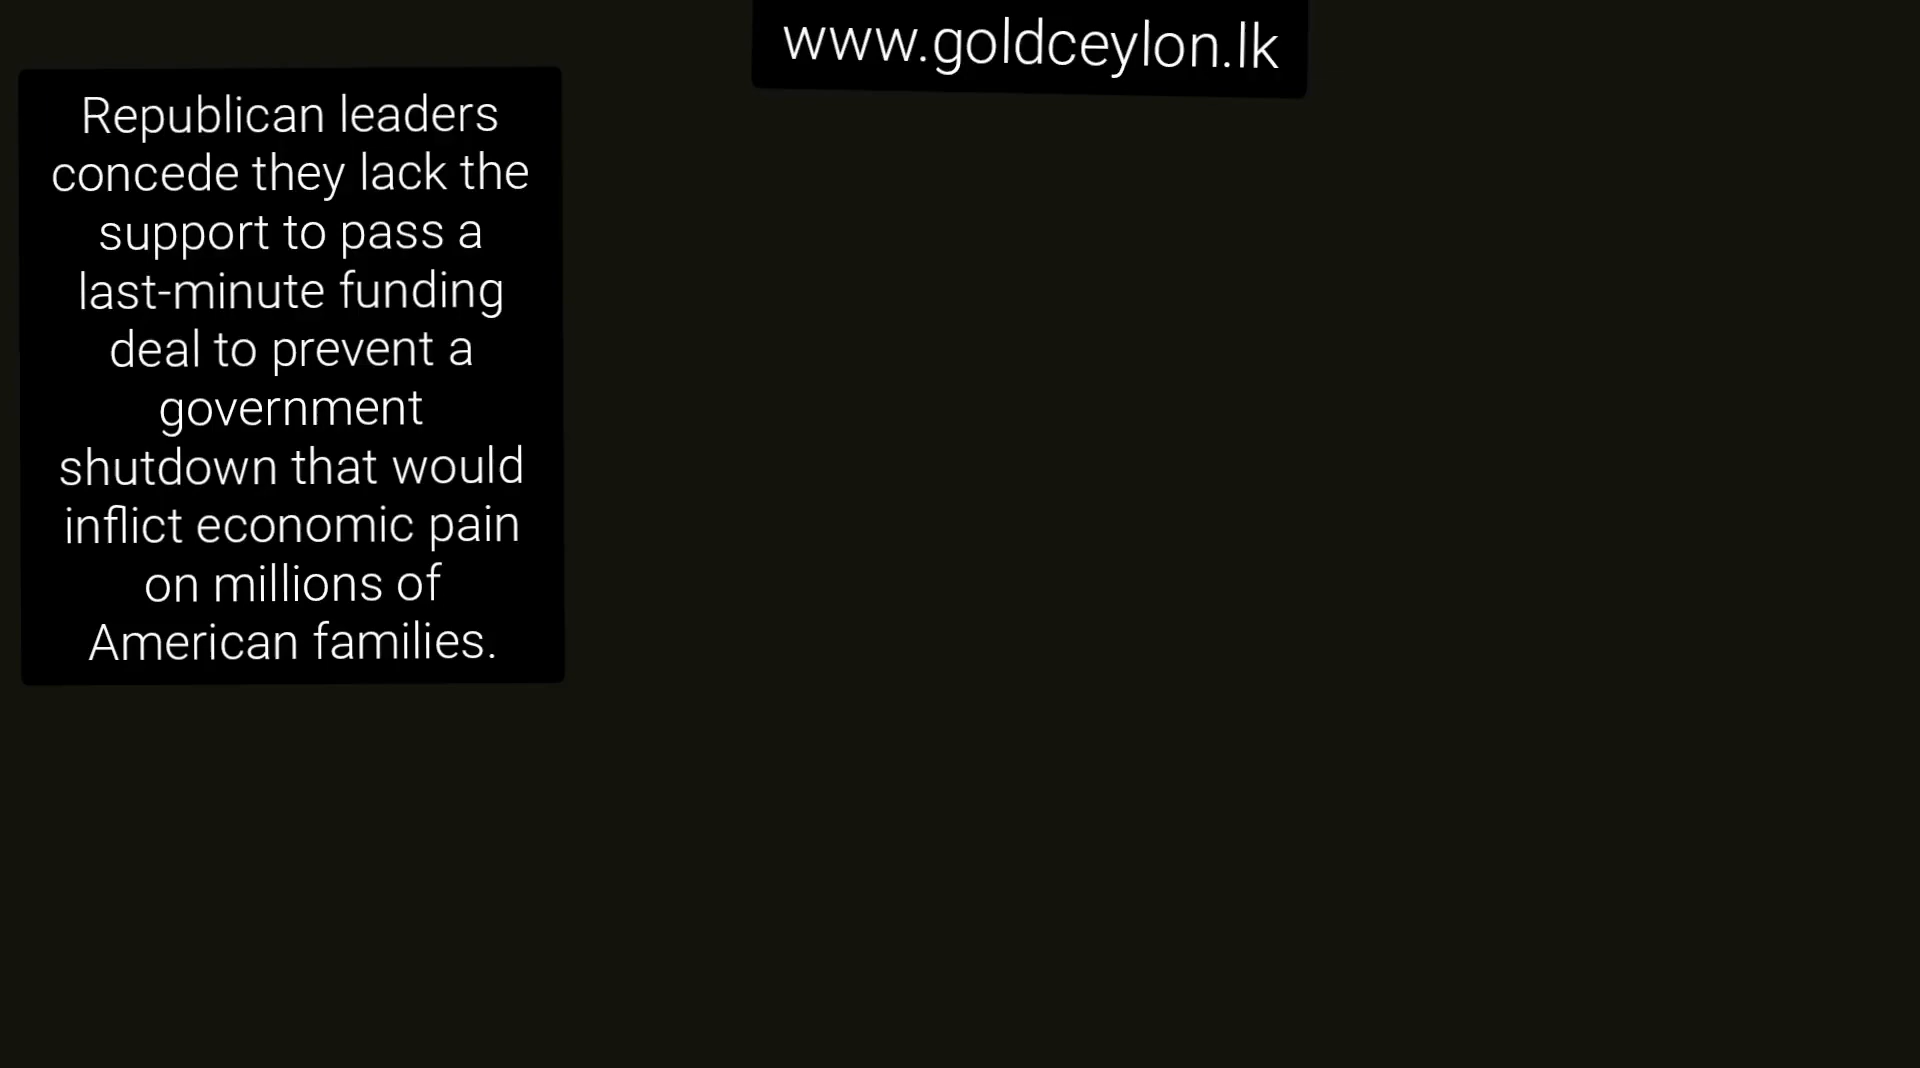 www.goldceylon.lk
Republican leaders
concede they lack the
support to pass a
last-minute funding
deal to prevent a
government
shutdown that would
inflict economic pain
on millions of
American families.